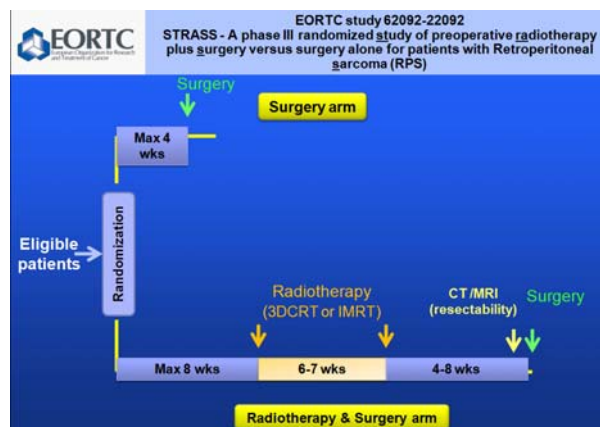 EORTC
European Organization for Research
and Treatment of Cancer
EORTC study 62092-22092
STRASS - A phase III randomized study of preoperative radiotherapy
plus surgery versus surgery alone for patients with Retroperitoneal
sarcoma (RPS)
Surgery
Surgery arm
Max 4
wks
Eligible
patients
Randomization
Radiotherapy
(3DCRT or IMRT)
CT/MRI
(resectability)
Surgery
Max 8 wks
6-7 wks
4-8 wks
Radiotherapy & Surgery arm